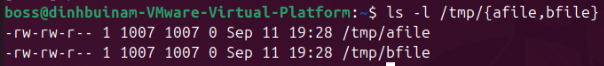 boss@dinhbuinam-VMware-Virtual-Platform:~$ ls -l /tmp/{afile,bfile}
-rw-rw-r-- 1 1007 1007 0 Sep 11 19:28 /tmp/afile
-rw-rw-r-- 1 1007 1007 0 Sep 11 19:28 /tmp/bfile